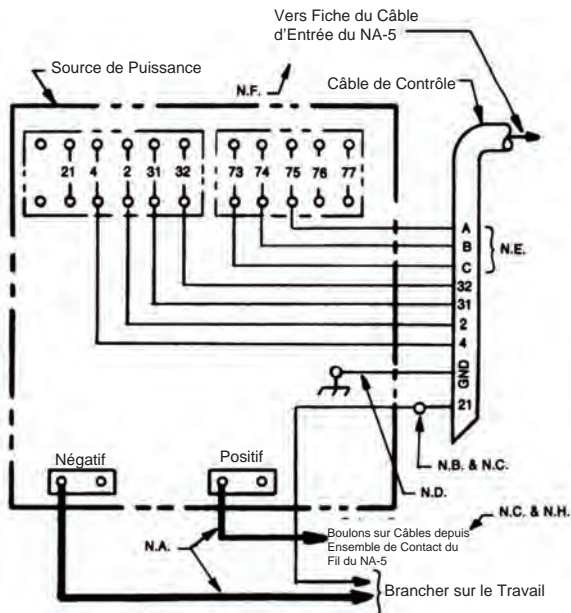 Vers Fiche du Câble
d'Entrée du NA-5
Source de Puissance
N.F.
Câble de Contrôle
21 4 2 31 32 73 74 75 76 77
A
B
N.E.
C
32
31
2
4
GND
21
Négatif
Positif
N.B. & N.C.
N.D.
N.C. & N.H.
Boulons sur Câbles depuis
Ensemble de Contact du
Fil du NA-5
N.A.
Brancher sur le Travail